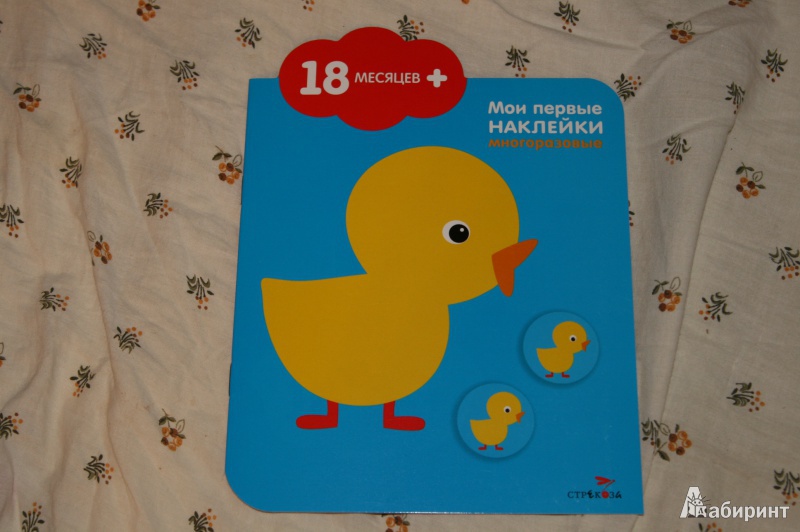 18 МЕСЯЦЕВ +
Мои первые
НАКЛЕЙКИ
многоразовые
СТРЕКОЗА
Лабиринт